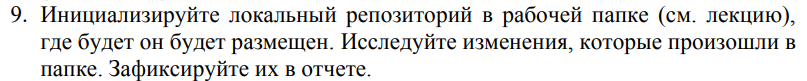 9. Инициализируйте локальный репозиторий в рабочей папке (см. лекцию),
где будет он будет размещен. Исследуйте изменения, которые произошли в
папке. Зафиксируйте их в отчете.